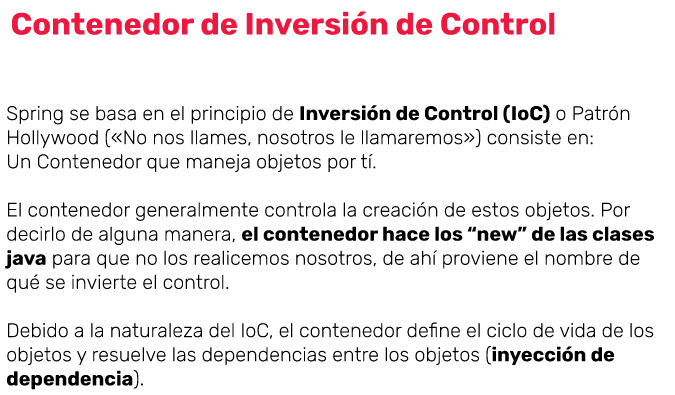 Contenedor de Inversión de Control
Spring se basa en el principio de Inversión de Control (IoC) o Patrón
Hollywood («No nos llames, nosotros le llamaremos») consiste en:
Un Contenedor que maneja objetos por tí.
El contenedor generalmente controla la creación de estos objetos. Por
decirlo de alguna manera, el contenedor hace los “new” de las clases
java para que no los realicemos nosotros, de ahí proviene el nombre de
qué se invierte el control.
Debido a la naturaleza del IoC, el contenedor define el ciclo de vida de los
objetos y resuelve las dependencias entre los objetos (inyección de
dependencia).